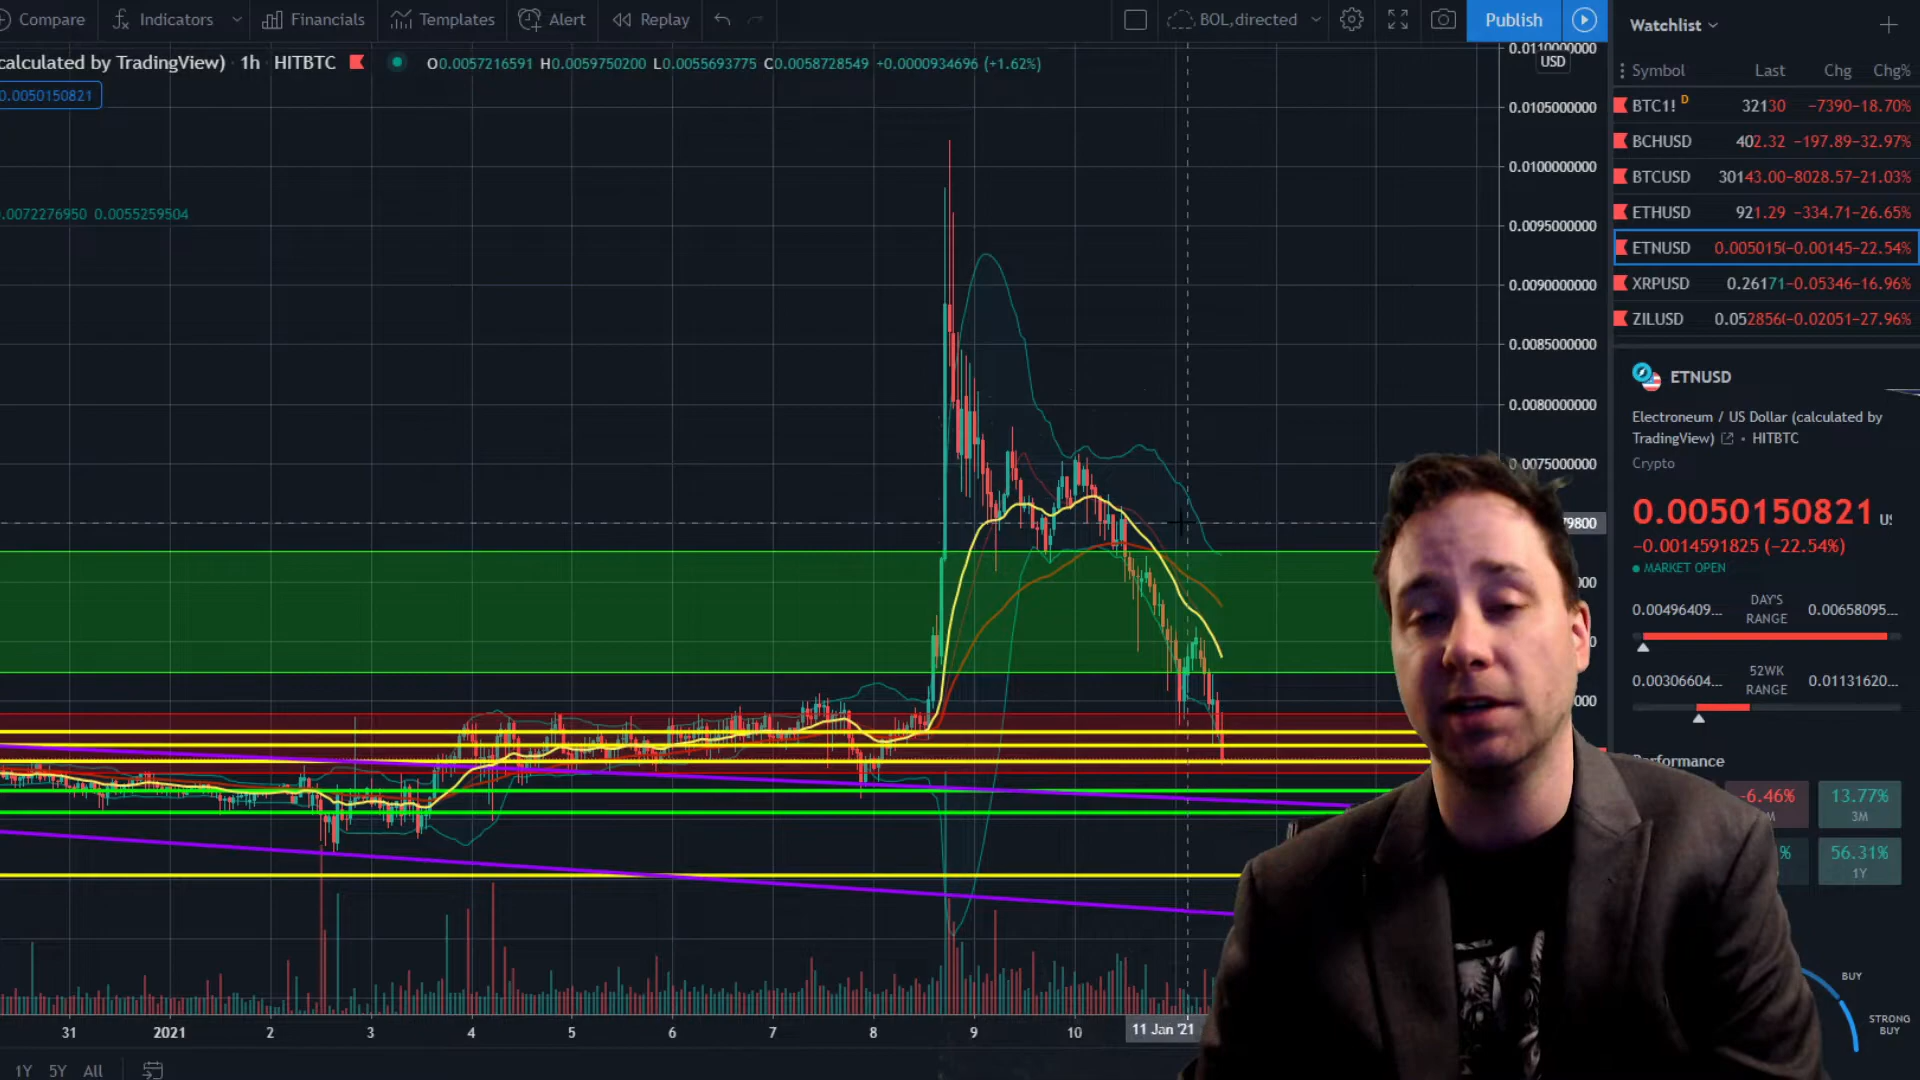 Compare Indicators Financials Templates Alert Replay BOL,directed Publish
calculated by TradingView) · 1h · HITBTC O0.0057216591 H0.0059750200 L0.0055693775 C0.0058728549 +0.0000934696 (+1.62%)
0.0050150821
0.0072276950 0.0055259504
0.0110000000
USD
0.0105000000
0.0100000000
0.0095000000
0.0090000000
0.0085000000
0.0080000000
0.0075000000
79800
31 2021 2 3 4 5 6 7 8 9 10 11 Jan '21
1Y 5Y All
Watchlist
Symbol Last Chg Chg%
BTC1! D 32130 −7390 −18.70%
BCHUSD 402.32 −197.89 −32.97%
BTCUSD 30143.00 −8028.57 −21.03%
ETHUSD 921.29 −334.71 −26.65%
ETNUSD 0.005015( −0.00145 −22.54%
XRPUSD 0.26171 −0.05346 −16.96%
ZILUSD 0.052856( −0.02051 −27.96%
ETNUSD
Electroneum / US Dollar (calculated by
TradingView) • HITBTC
Crypto
0.0050150821
−0.0014591825 (−22.54%)
MARKET OPEN
0.00496409... DAY'S RANGE 0.00658095...
0.00306604... 52WK RANGE 0.01131620...
Performance
-6.46% 13.77%
M 3M
% 56.31%
1Y
BUY
STRONG
BUY